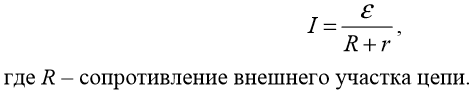 I = ε / (R + r),
где R – сопротивление внешнего участка цепи.